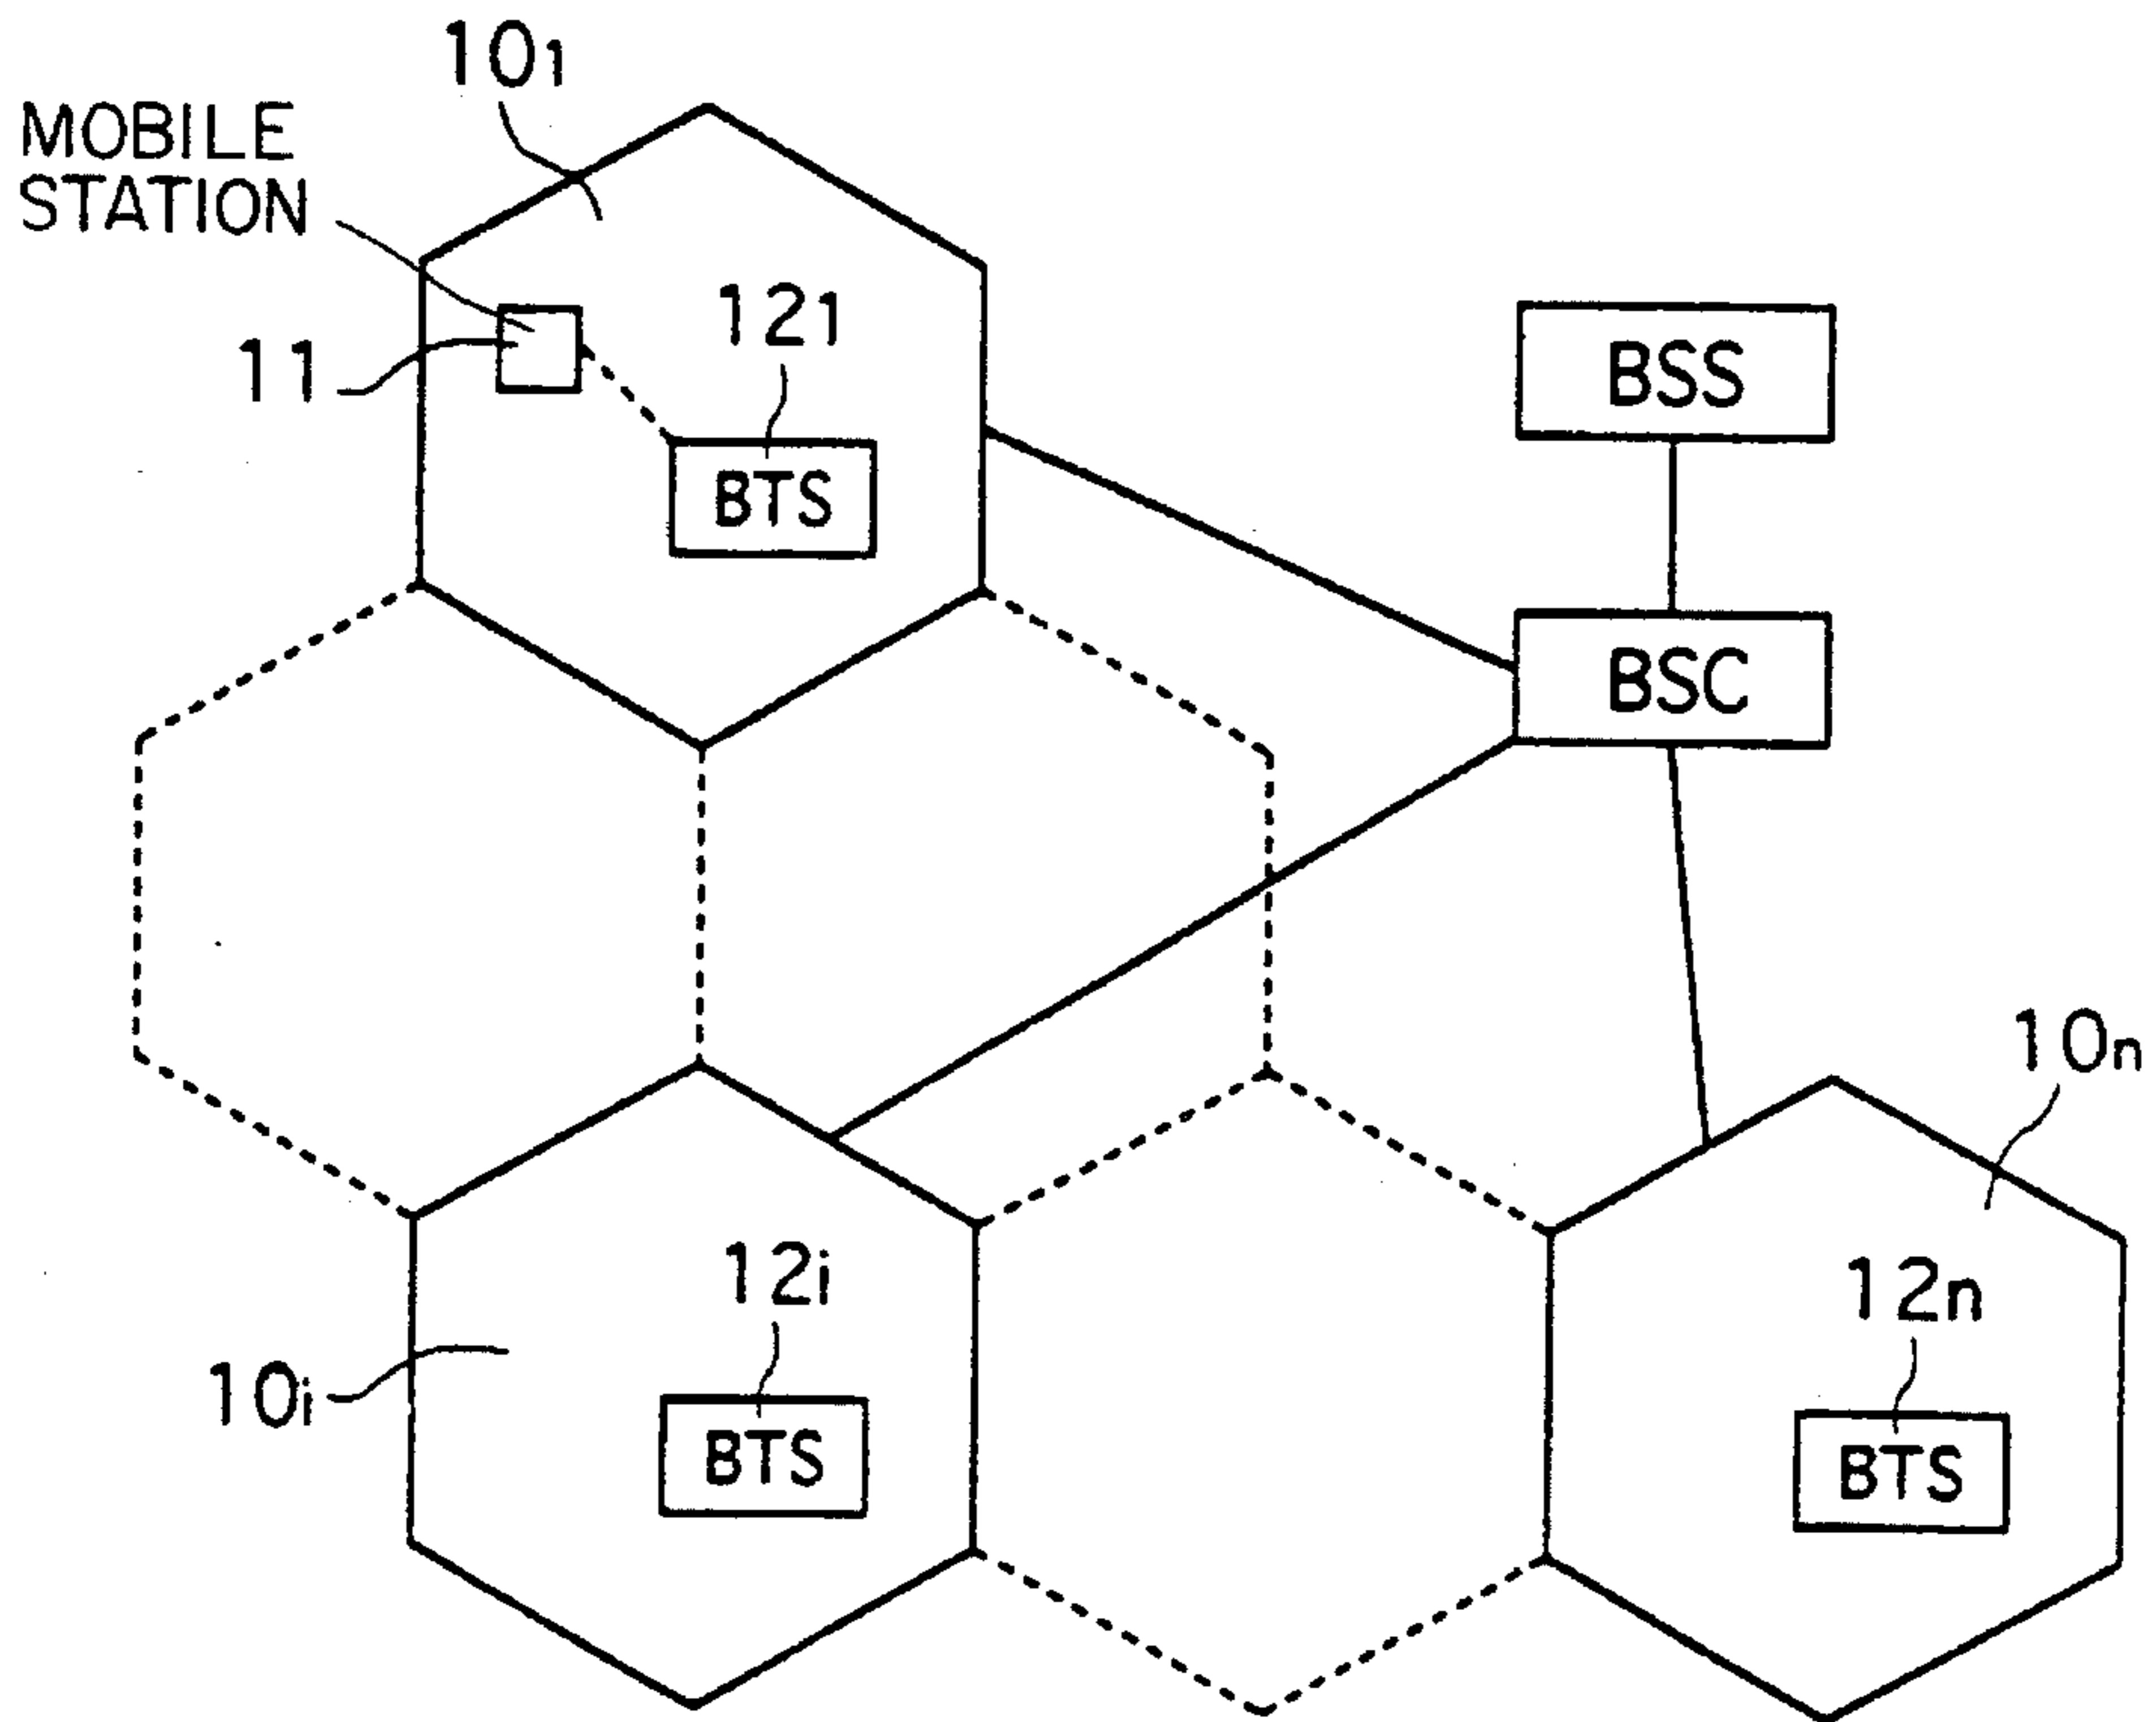 10₁
MOBILE
STATION
12₁
11
BSS
BTS
BSC
10n
12i
12n
10i
BTS
BTS